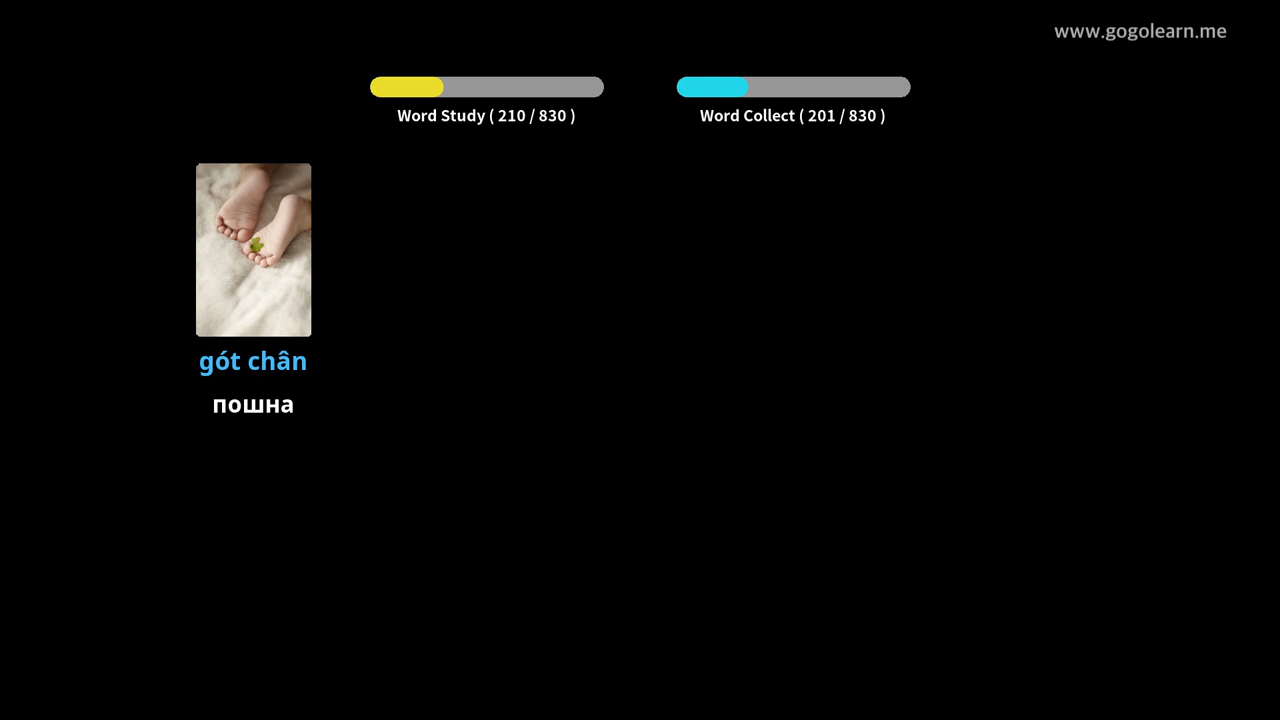 www.gogolearn.me
Word Study ( 210 / 830 )
Word Collect ( 201 / 830 )
gót chân
пошна